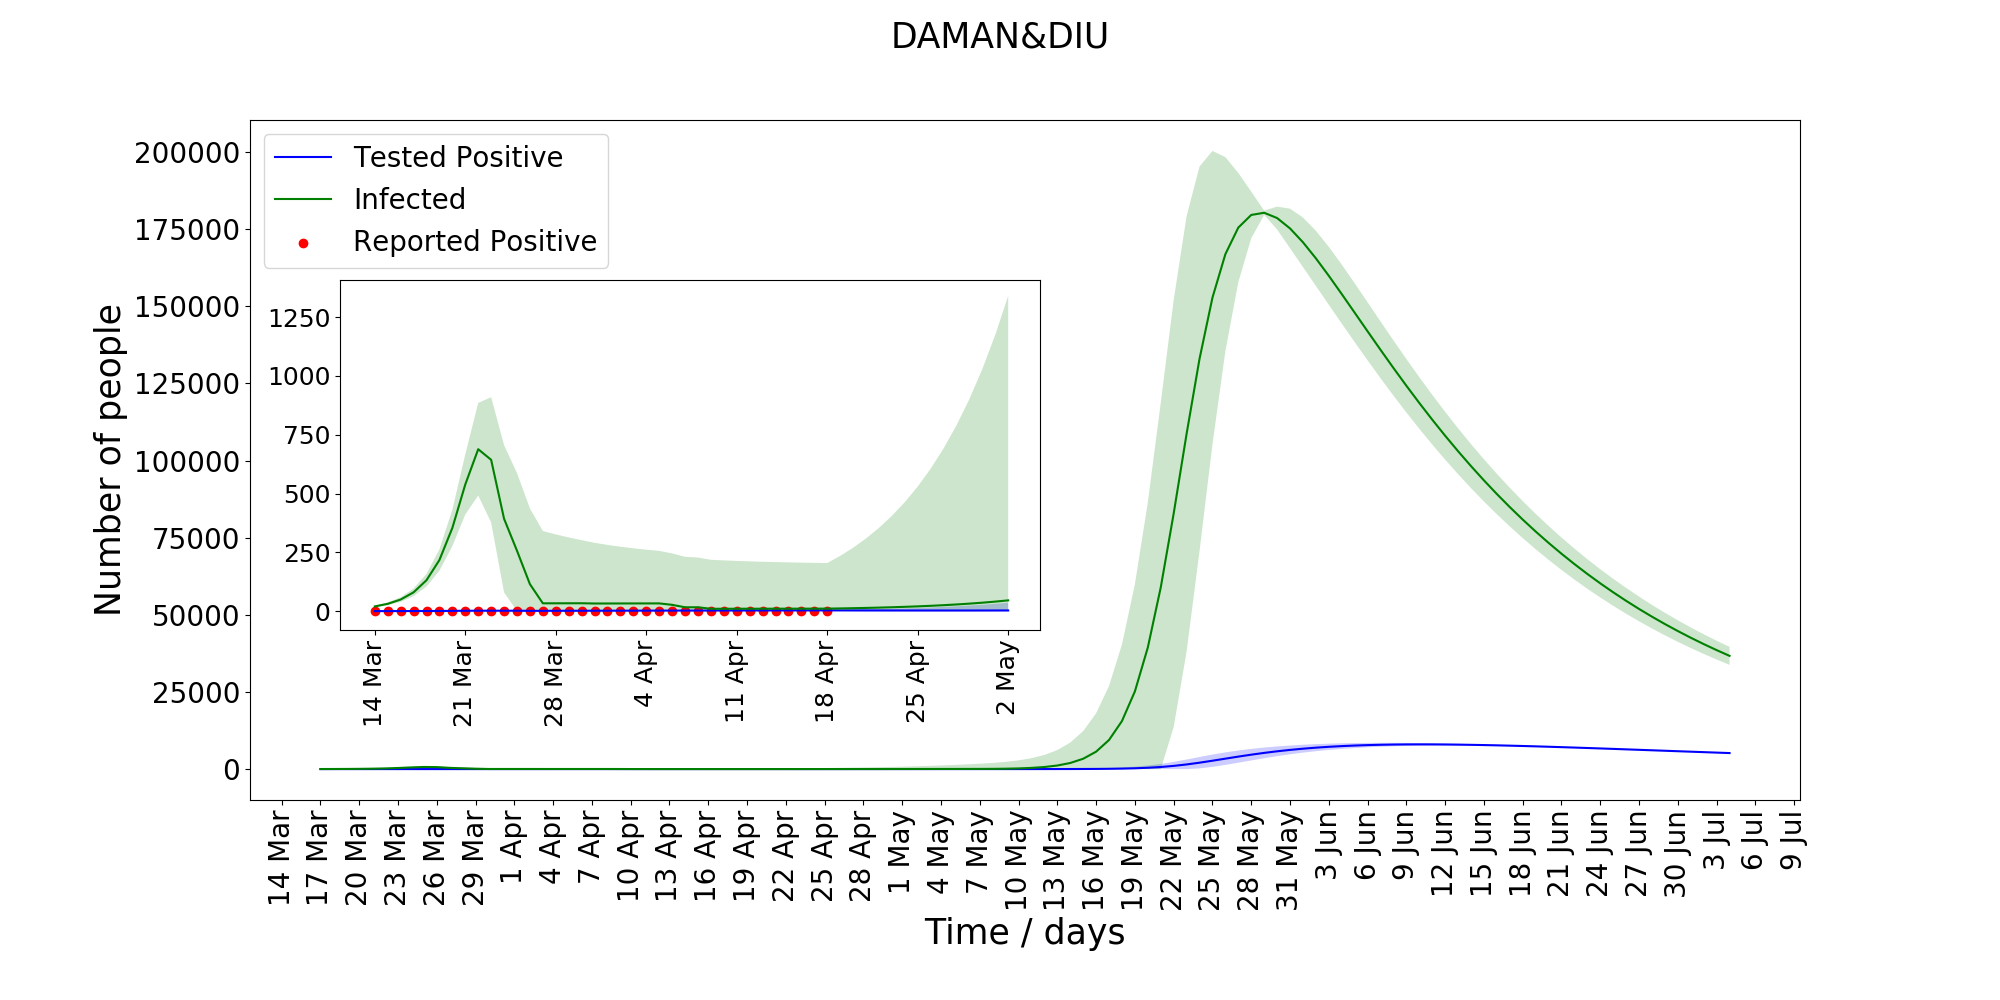 DAMAN&DIU
Number of people
200000
175000
150000
125000
100000
75000
50000
25000
0
Tested Positive
Infected
Reported Positive
1250
1000
750
500
250
0
14 Mar
21 Mar
28 Mar
4 Apr
11 Apr
18 Apr
25 Apr
2 May
14 Mar
17 Mar
20 Mar
23 Mar
26 Mar
29 Mar
1 Apr
4 Apr
7 Apr
10 Apr
13 Apr
16 Apr
19 Apr
22 Apr
25 Apr
28 Apr
1 May
4 May
7 May
10 May
13 May
16 May
19 May
22 May
25 May
28 May
31 May
3 Jun
6 Jun
9 Jun
12 Jun
15 Jun
18 Jun
21 Jun
24 Jun
27 Jun
30 Jun
3 Jul
6 Jul
9 Jul
Time / days